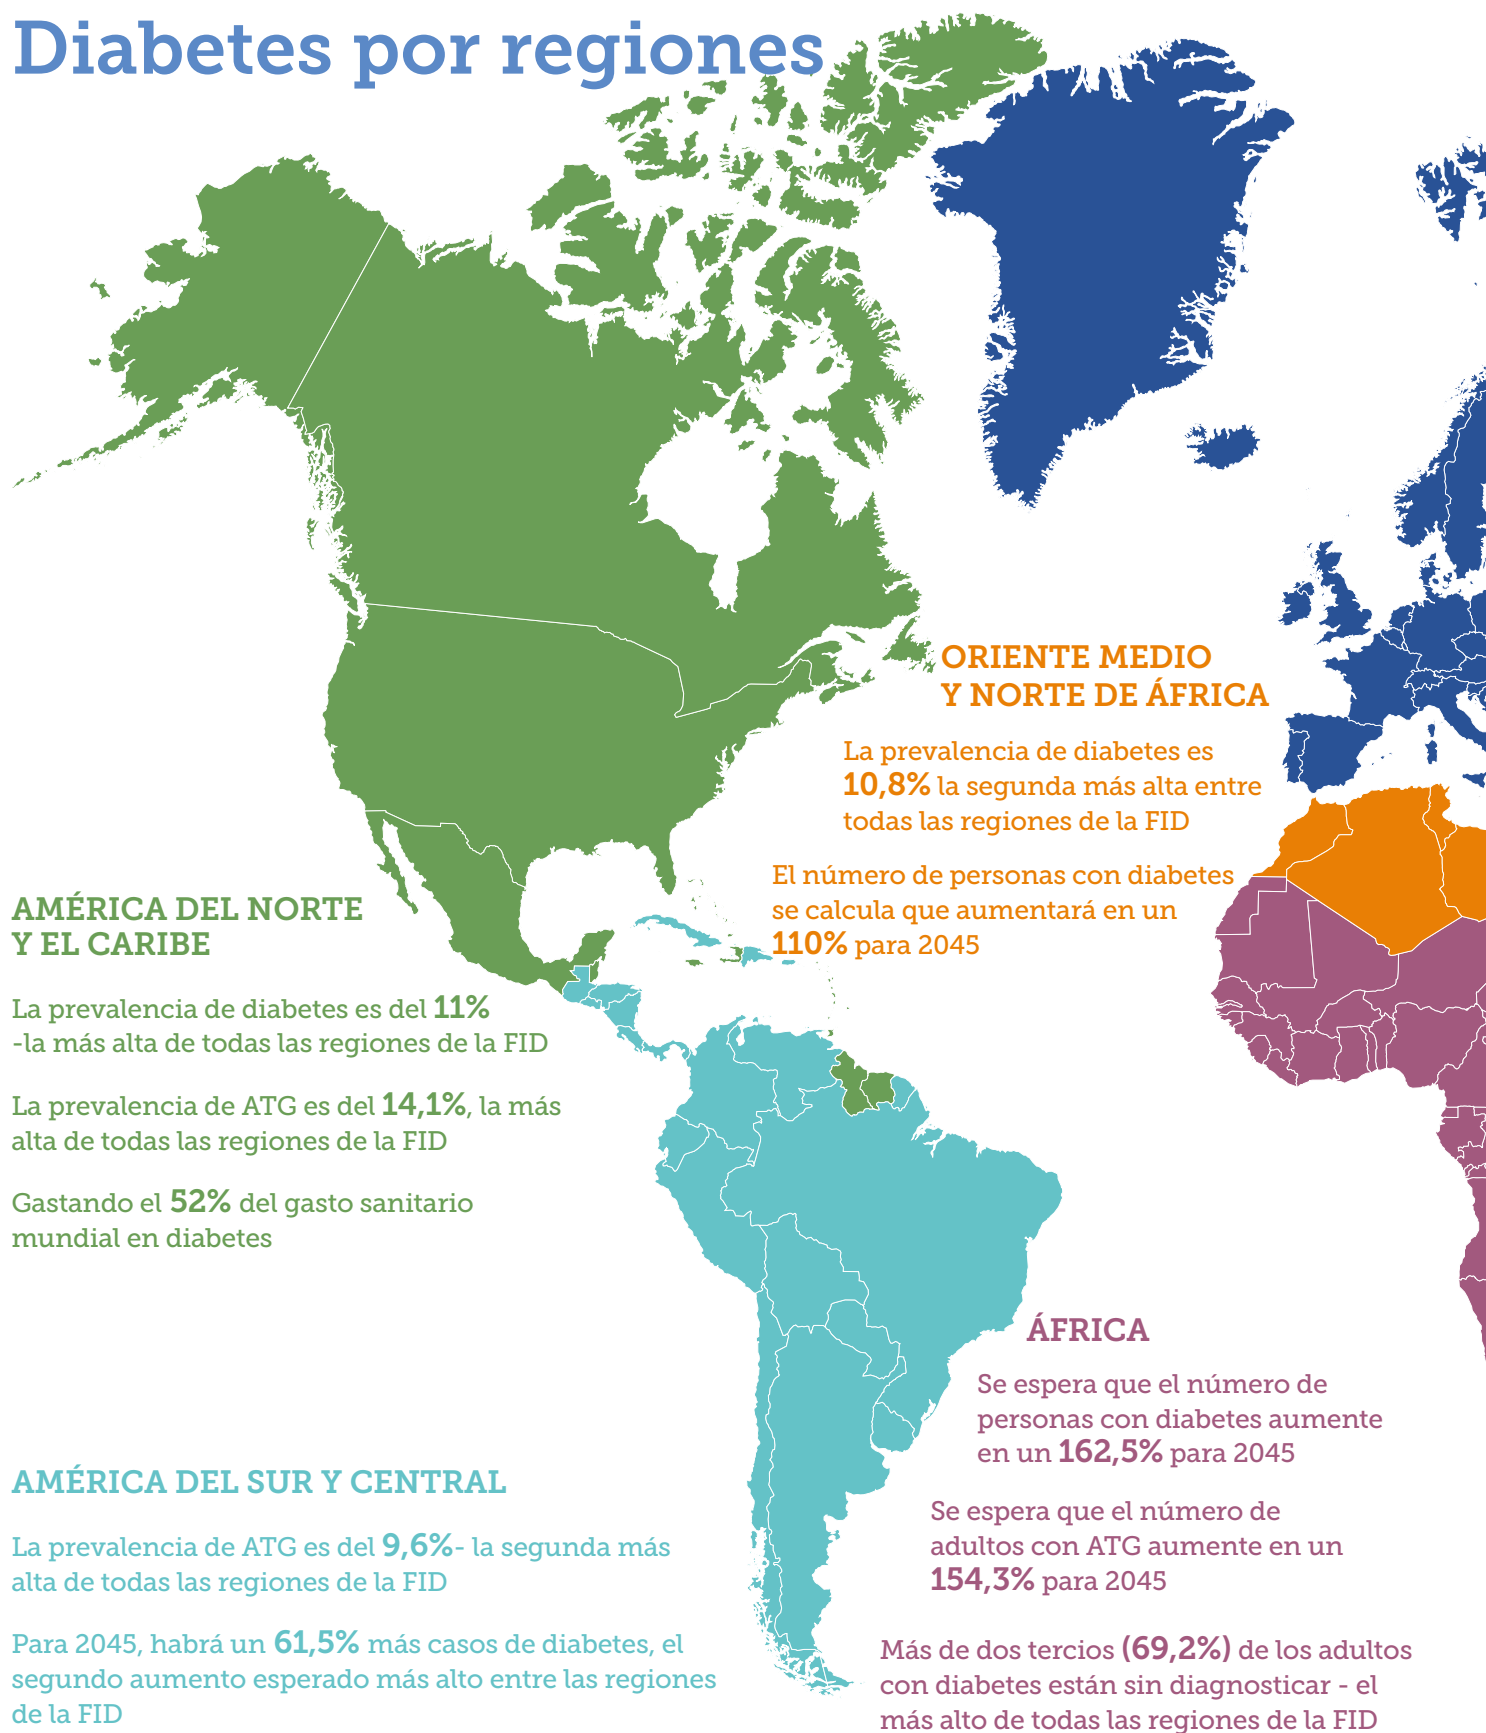 Diabetes por regiones
ORIENTE MEDIO
Y NORTE DE ÁFRICA
La prevalencia de diabetes es
10,8% la segunda más alta entre
todas las regiones de la FID
El número de personas con diabetes
se calcula que aumentará en un
110% para 2045
AMÉRICA DEL NORTE
Y EL CARIBE
La prevalencia de diabetes es del 11%
-la más alta de todas las regiones de la FID
La prevalencia de ATG es del 14,1%, la más
alta de todas las regiones de la FID
Gastando el 52% del gasto sanitario
mundial en diabetes
ÁFRICA
Se espera que el número de
personas con diabetes aumente
en un 162,5% para 2045
Se espera que el número de
adultos con ATG aumente en un
154,3% para 2045
Más de dos tercios (69,2%) de los adultos
con diabetes están sin diagnosticar - el
más alto de todas las regiones de la FID
AMÉRICA DEL SUR Y CENTRAL
La prevalencia de ATG es del 9,6%- la segunda más
alta de todas las regiones de la FID
Para 2045, habrá un 61,5% más casos de diabetes, el
segundo aumento esperado más alto entre las regiones
de la FID